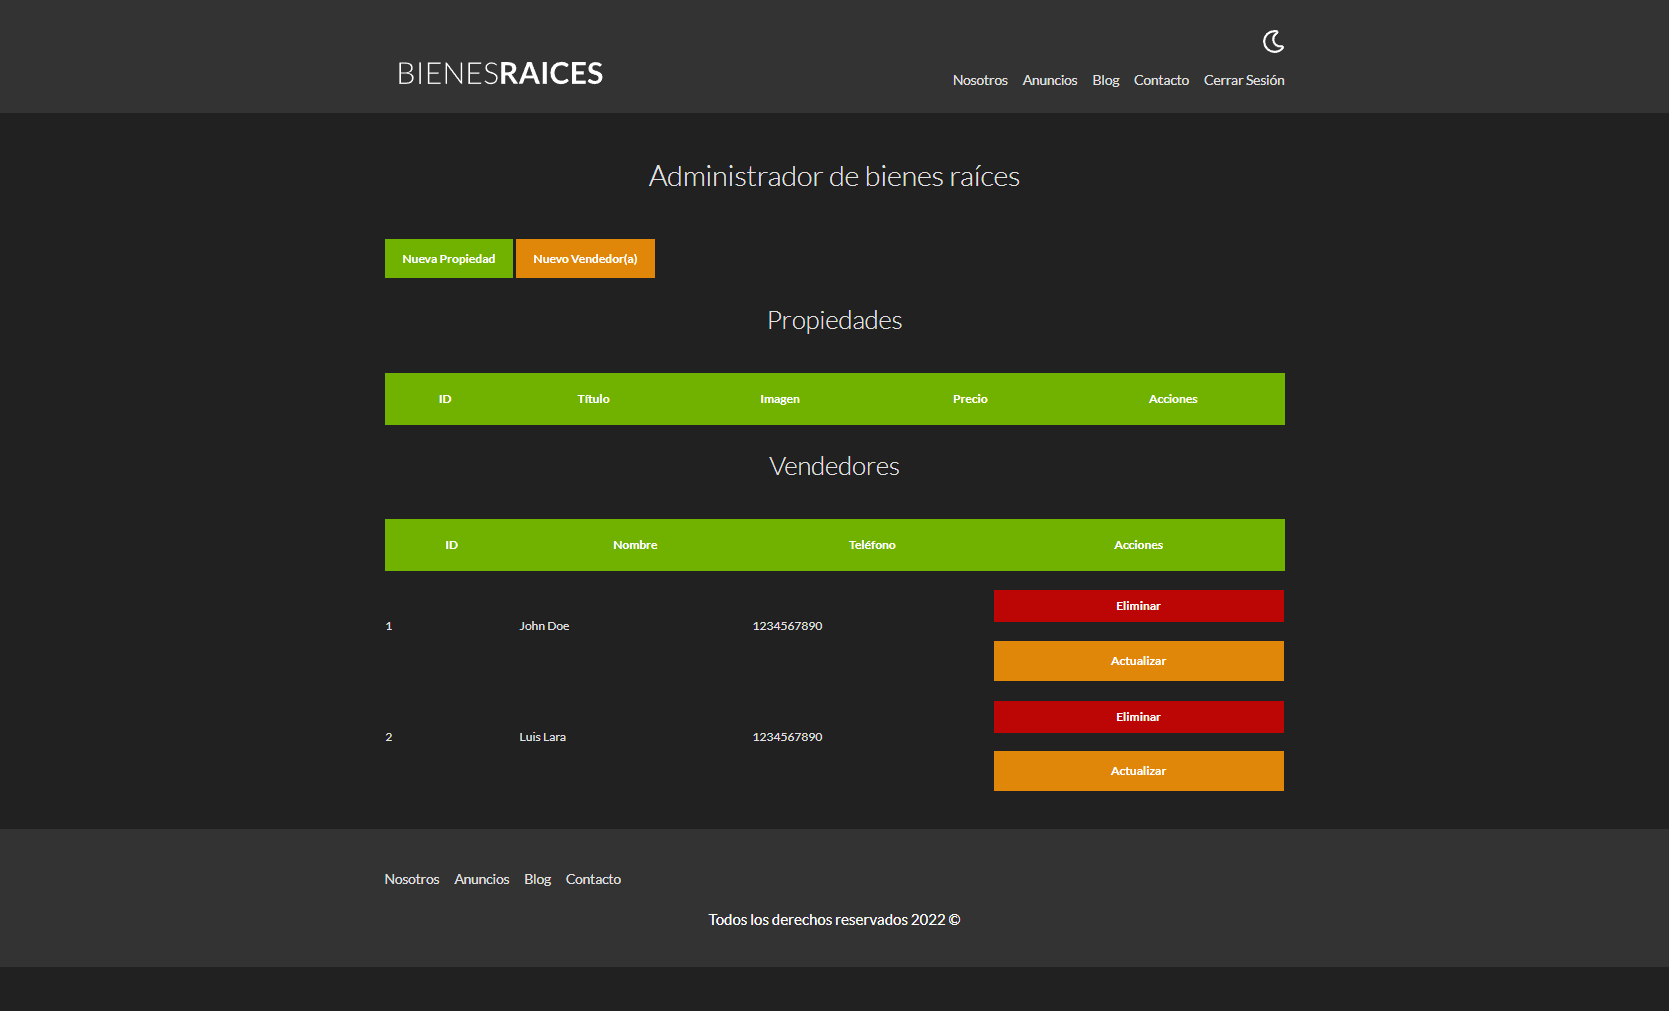 BIENESRAICES
Nosotros Anuncios Blog Contacto Cerrar Sesión
Administrador de bienes raíces
Nueva Propiedad Nuevo Vendedor(a)
Propiedades
ID Título Imagen Precio Acciones
Vendedores
ID Nombre Teléfono Acciones
1 John Doe 1234567890 Eliminar
Actualizar
2 Luis Lara 1234567890 Eliminar
Actualizar
Nosotros Anuncios Blog Contacto
Todos los derechos reservados 2022 ©